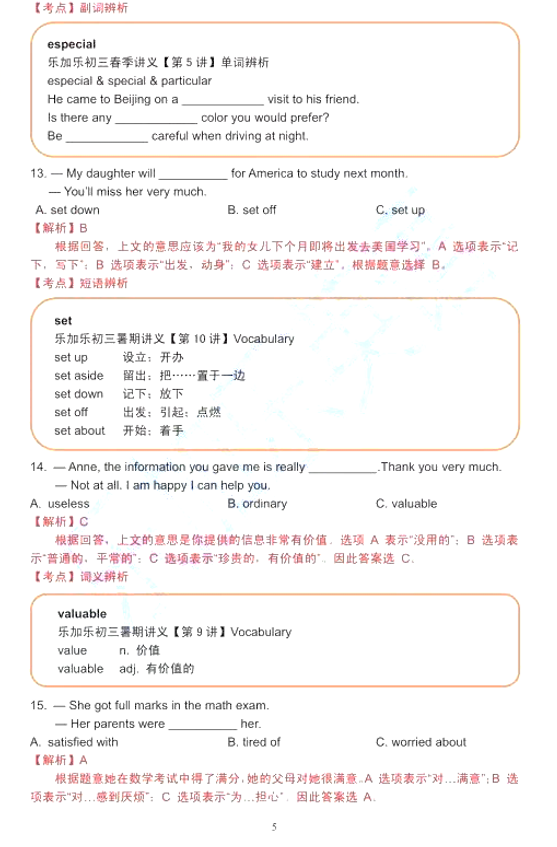 【考点】副词辨析
especial
乐加乐初三春季讲义【第 5 讲】单词辨析
especial & special & particular
He came to Beijing on a ____________ visit to his friend.
Is there any ____________ color you would prefer?
Be ____________ careful when driving at night.
13. — My daughter will __________ for America to study next month.
— You'll miss her very much.
A. set down B. set off C. set up
【解析】B
根据回答，上文的意思应该为“我的女儿下个月即将出发去美国学习”。A 选项表示“记
下，写下”；B 选项表示“出发，动身”；C 选项表示“建立”。根据题意选择 B。
【考点】短语辨析
set
乐加乐初三暑期讲义【第 10 讲】Vocabulary
set up 设立；开办
set aside 留出；把……置于一边
set down 记下；放下
set off 出发；引起；点燃
set about 开始；着手
14. — Anne, the information you gave me is really __________.Thank you very much.
— Not at all. I am happy I can help you.
A. useless B. ordinary C. valuable
【解析】C
根据回答，上文的意思是你提供的信息非常有价值．选项 A 表示“没用的”；B 选项表
示“普通的，平常的”；C 选项表示“珍贵的，有价值的”．因此答案选 C．
【考点】词义辨析
valuable
乐加乐初三暑期讲义【第 9 讲】Vocabulary
value n. 价值
valuable adj. 有价值的
15. — She got full marks in the math exam.
— Her parents were __________ her.
A. satisfied with B. tired of C. worried about
【解析】A
根据题意她在数学考试中得了满分，她的父母对她很满意。A 选项表示“对…满意”；B 选
项表示“对…感到厌烦”；C 选项表示“为…担心”．因此答案选 A．
5